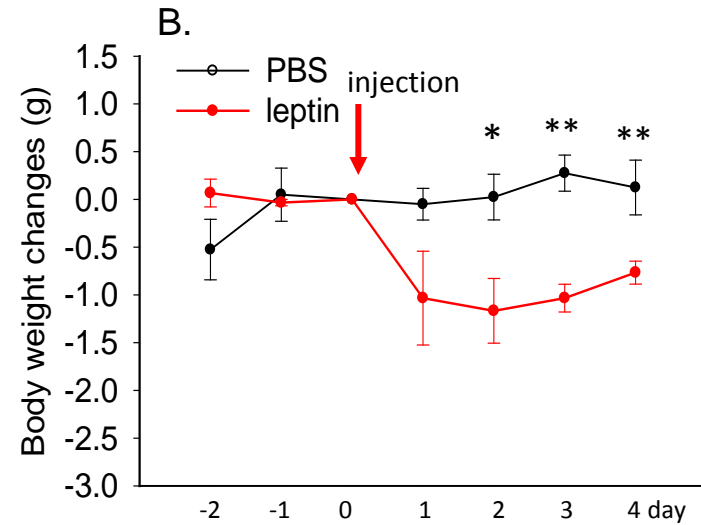 B.
PBS
leptin
injection
* ** **
Body weight changes (g)
1.5
1.0
0.5
0.0
-0.5
-1.0
-1.5
-2.0
-2.5
-3.0
-2 -1 0 1 2 3 4 day